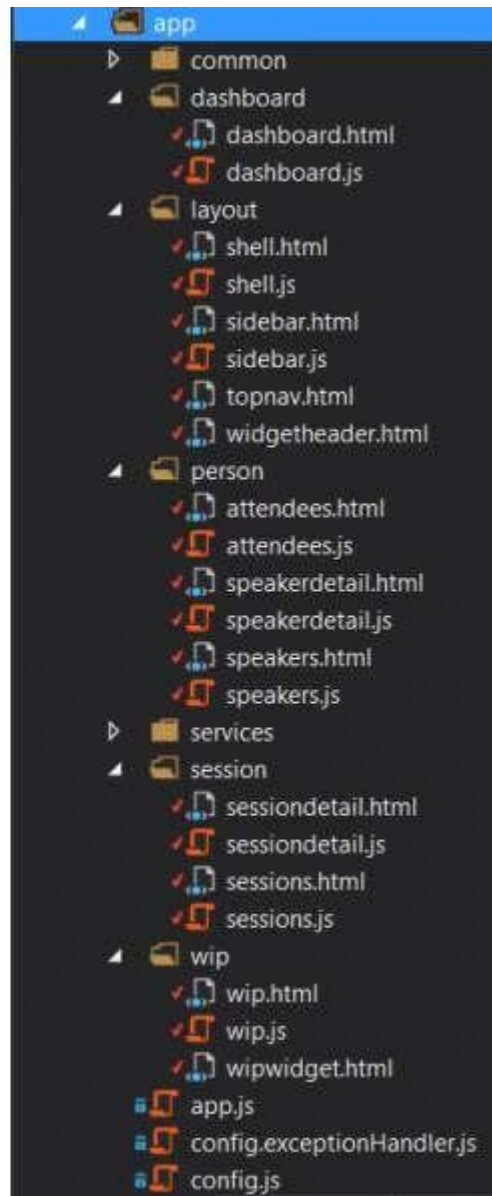 app
common
dashboard
dashboard.html
dashboard.js
layout
shell.html
shell.js
sidebar.html
sidebar.js
topnav.html
widgetheader.html
person
attendees.html
attendees.js
speakerdetail.html
speakerdetail.js
speakers.html
speakers.js
services
session
sessiondetail.html
sessiondetail.js
sessions.html
sessions.js
wip
wip.html
wip.js
wipwidget.html
app.js
config.exceptionHandler.js
config.js